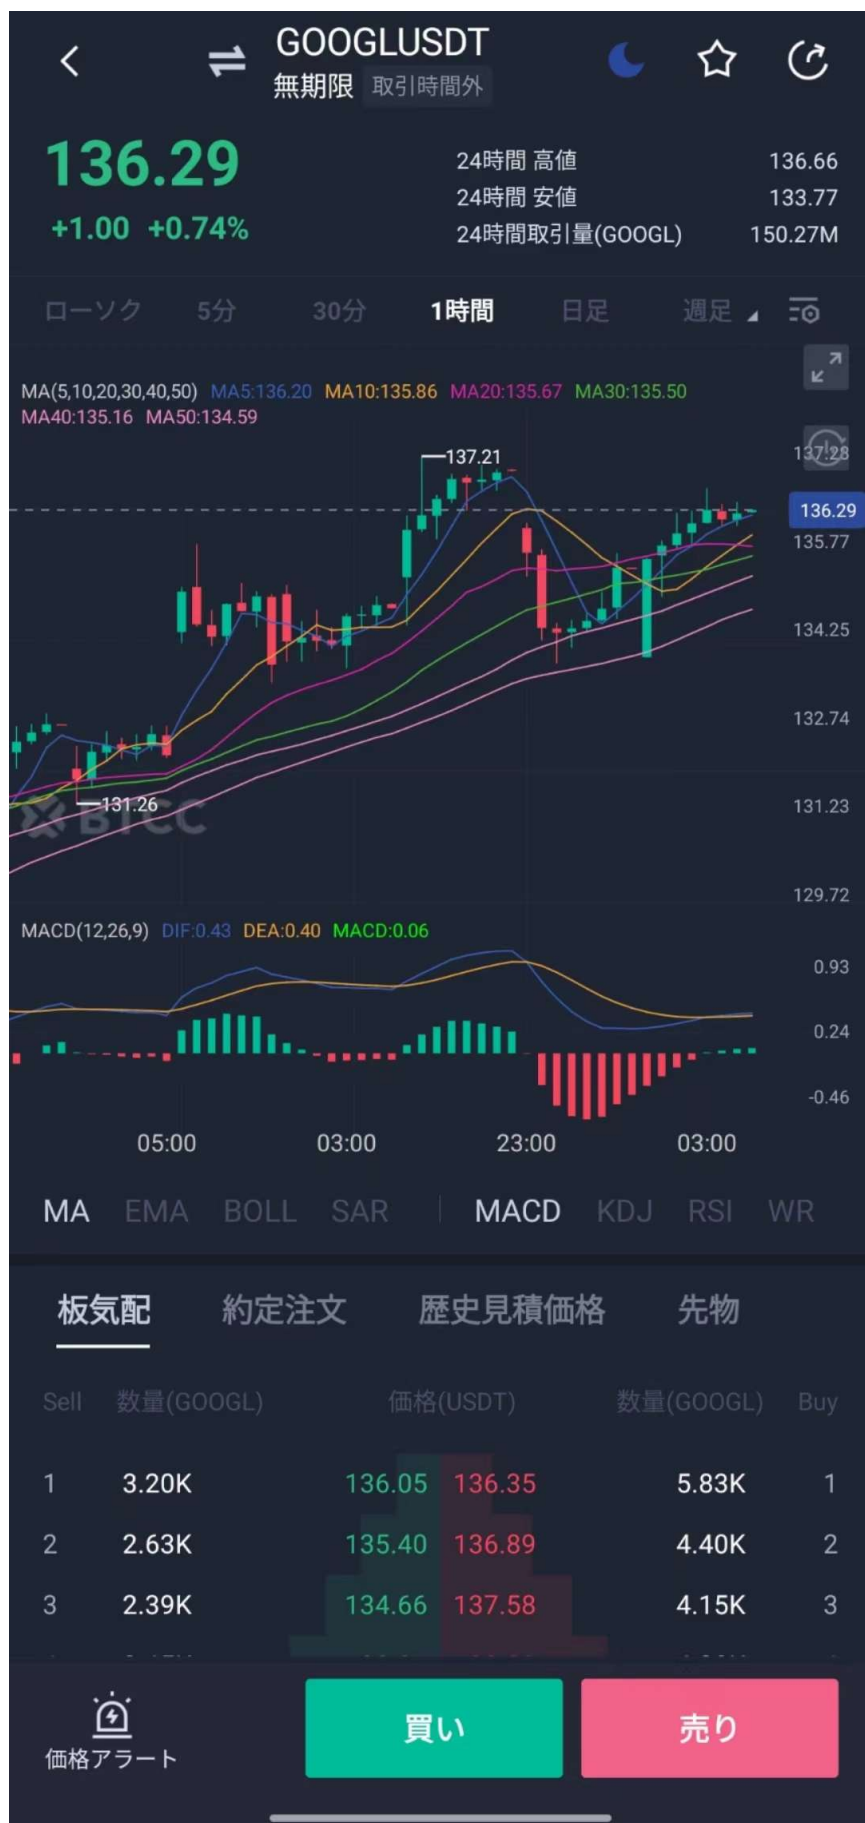 GOOGLUSDT
無期限 取引時間外
136.29
+1.00 +0.74%
24時間 高値 136.66
24時間 安値 133.77
24時間取引量(GOOGL) 150.27M
ローソク 5分 30分 1時間 日足 週足
MA(5,10,20,30,40,50) MA5:136.20 MA10:135.86 MA20:135.67 MA30:135.50
MA40:135.16 MA50:134.59
137.28
137.21
136.29
135.77
134.25
132.74
131.26
131.23
BTCC
129.72
MACD(12,26,9) DIF:0.43 DEA:0.40 MACD:0.06
0.93
0.24
-0.46
05:00 03:00 23:00 03:00
MA EMA BOLL SAR MACD KDJ RSI WR
板気配 約定注文 歴史見積価格 先物
Sell 数量(GOOGL) 価格(USDT) 数量(GOOGL) Buy
1 3.20K 136.05 136.35 5.83K 1
2 2.63K 135.40 136.89 4.40K 2
3 2.39K 134.66 137.58 4.15K 3
価格アラート 買い 売り